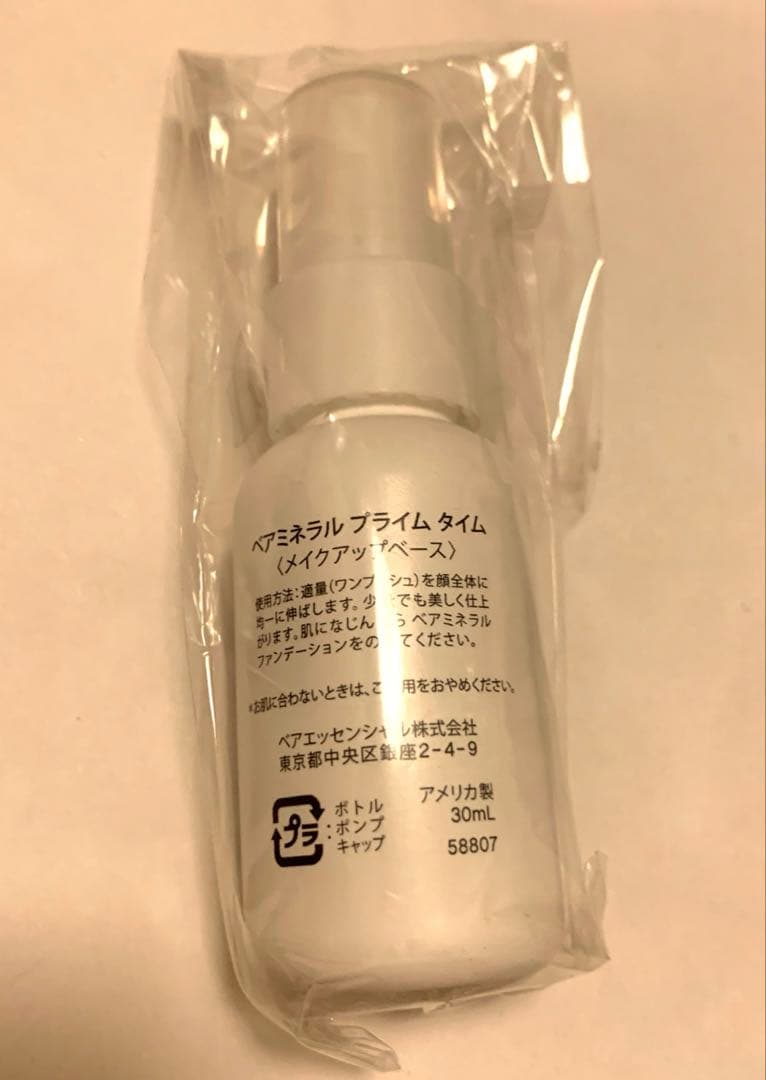 ベアミネラル プライム タイム
〈メイクアップベース〉
使用方法：適量（ワンプッシュ）を顔全体に
均一に伸ばします。少 でも美しく仕上
がります。肌になじん ら ベアミネラル
ファンデーションをの てください。
*お肌に合わないときは、ご 用をおやめください。
ベアエッセンシャル株式会社
東京都中央区銀座2-4-9
プラ
：
ボトル
ポンプ
キャップ
アメリカ製
30mL
58807